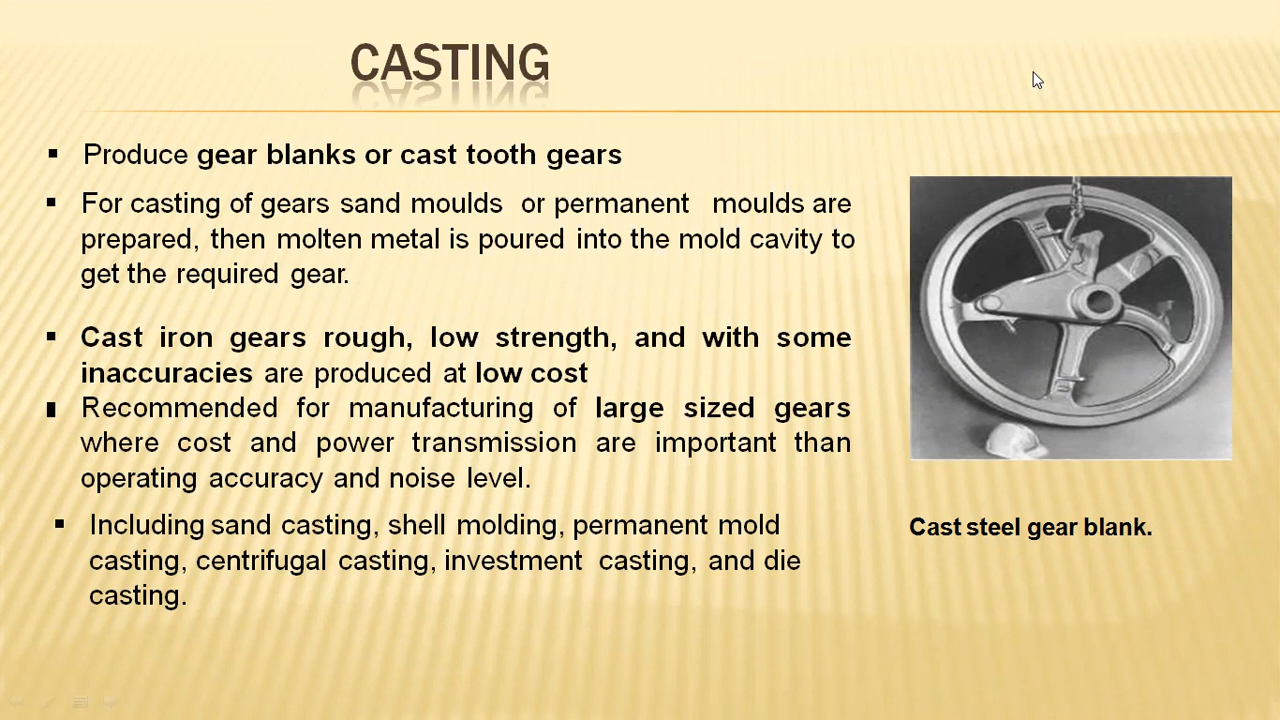 CASTING
▪ Produce gear blanks or cast tooth gears
▪ For casting of gears sand moulds or permanent moulds are
prepared, then molten metal is poured into the mold cavity to
get the required gear.
▪ Cast iron gears rough, low strength, and with some
inaccuracies are produced at low cost
▪ Recommended for manufacturing of large sized gears
where cost and power transmission are important than
operating accuracy and noise level.
▪ Including sand casting, shell molding, permanent mold
casting, centrifugal casting, investment casting, and die
casting.
Cast steel gear blank.